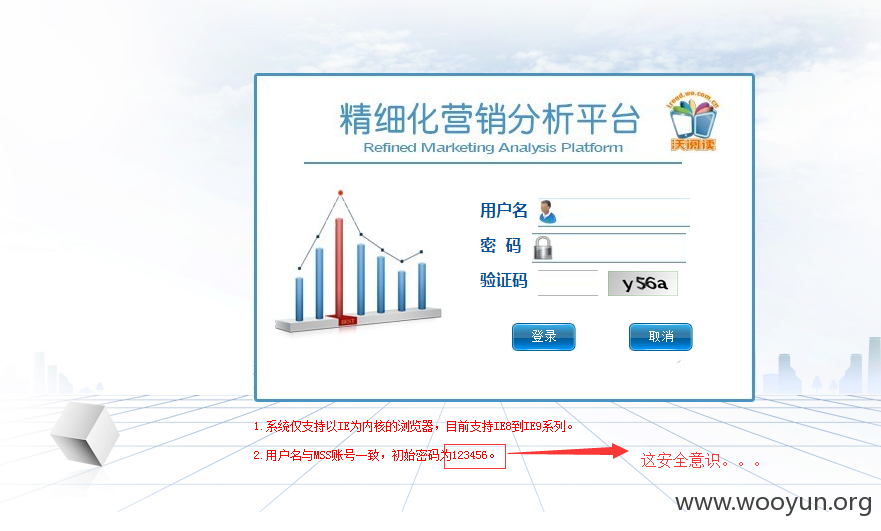 精细化营销分析平台
Refined Marketing Analysis Platform
trend.wo.com.cn
沃阅读
用户名
密 码
验证码
y56a
登录
取消
BEST
1. 系统仅支持以IE为内核的浏览器，目前支持IE8到IE9系列。
2. 用户名与MSS账号一致，初始密码为123456。
这安全意识。。。
www.wooyun.org